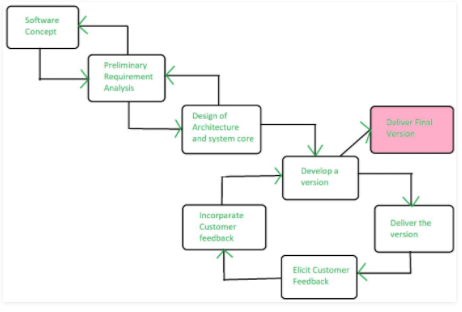 Software
Concept
Preliminary
Requirement
Analysis
Design of
Architecture
and system core
Deliver Finsl
Version
Develop a
version
Incorparate
Customer
feedback
Deliver the
version
Elicit Customer
Feedback